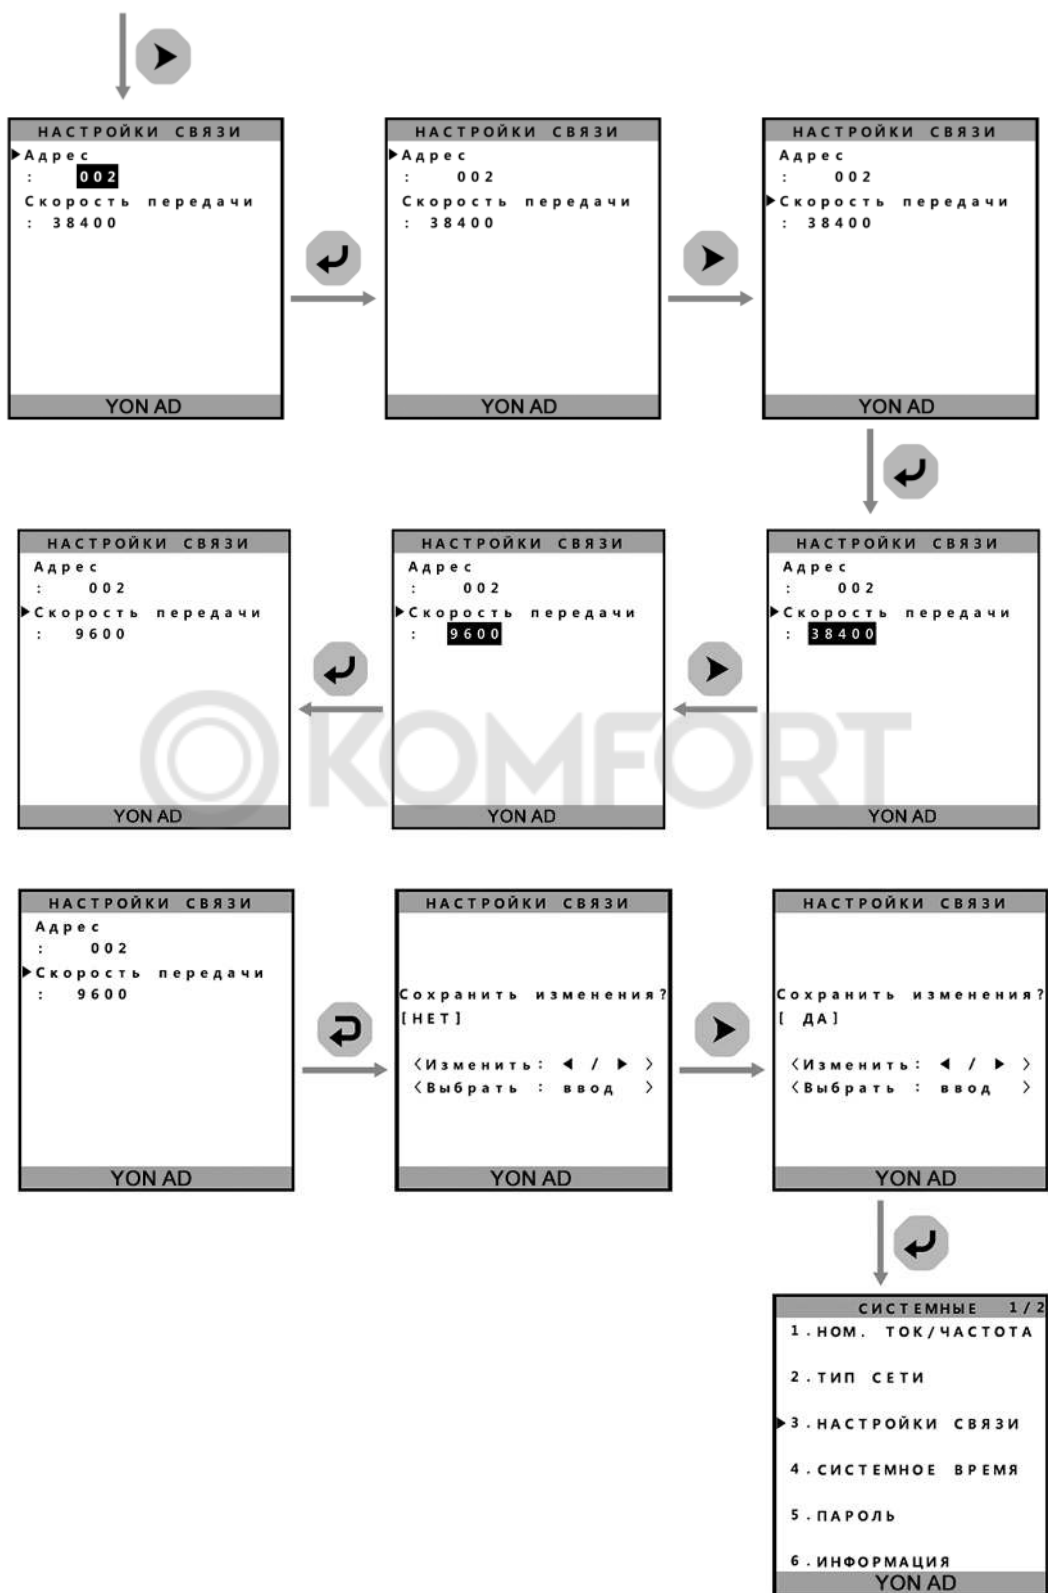 НАСТРОЙКИ СВЯЗИ
Адрес
: 002
Скорость передачи
: 38400
YON AD
НАСТРОЙКИ СВЯЗИ
Адрес
: 002
Скорость передачи
: 38400
YON AD
НАСТРОЙКИ СВЯЗИ
Адрес
: 002
Скорость передачи
: 38400
YON AD
НАСТРОЙКИ СВЯЗИ
Адрес
: 002
Скорость передачи
: 9600
YON AD
НАСТРОЙКИ СВЯЗИ
Адрес
: 002
Скорость передачи
: 9600
YON AD
НАСТРОЙКИ СВЯЗИ
Адрес
: 002
Скорость передачи
: 38400
YON AD
KOMFORT
НАСТРОЙКИ СВЯЗИ
Адрес
: 002
Скорость передачи
: 9600
YON AD
НАСТРОЙКИ СВЯЗИ
Сохранить изменения?
[НЕТ]
〈Изменить: ◀ / ▶ 〉
〈Выбрать : ввод 〉
YON AD
НАСТРОЙКИ СВЯЗИ
Сохранить изменения?
[ ДА]
〈Изменить: ◀ / ▶ 〉
〈Выбрать : ввод 〉
YON AD
СИСТЕМНЫЕ 1/2
1.НОМ. ТОК/ЧАСТОТА
2.ТИП СЕТИ
3.НАСТРОЙКИ СВЯЗИ
4.СИСТЕМНОЕ ВРЕМЯ
5.ПАРОЛЬ
6.ИНФОРМАЦИЯ
YON AD